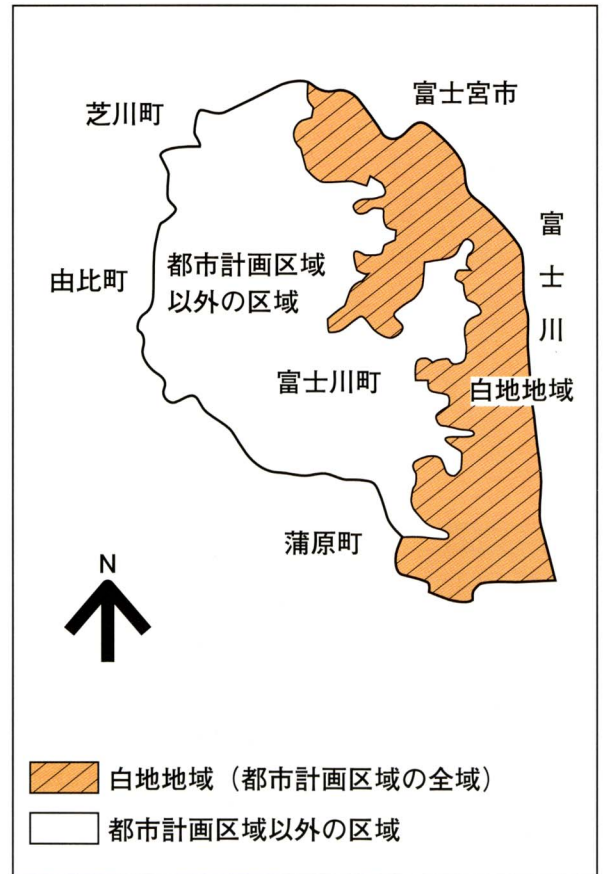 芝川町
富士宮市
富士川
由比町
都市計画区域
以外の区域
富士川町
白地地域
蒲原町
N
白地地域（都市計画区域の全域）
都市計画区域以外の区域